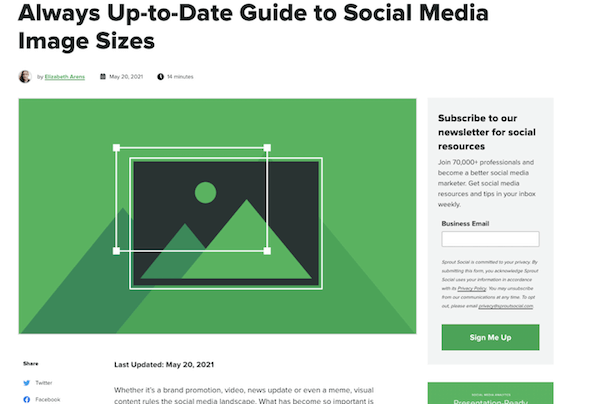 Always Up-to-Date Guide to Social Media
Image Sizes
by Elizabeth Arens
May 20, 2021
14 minutes
Subscribe to our
newsletter for social
resources
Join 70,000+ professionals and
become a better social media
marketer. Get social media
resources and tips in your inbox
weekly.
Business Email
Sprout Social is committed to your privacy. By
submitting this form, you acknowledge Sprout
Social uses your information in accordance
with its Privacy Policy. You may unsubscribe
from our communications at any time. To opt
out, please email privacy@sproutsocial.com.
Sign Me Up
SOCIAL MEDIA ANALYTICS
Presentation-Ready
Share
Twitter
Facebook
Last Updated: May 20, 2021
Whether it's a brand promotion, video, news update or even a meme, visual
content rules the social media landscape. What has become so important is